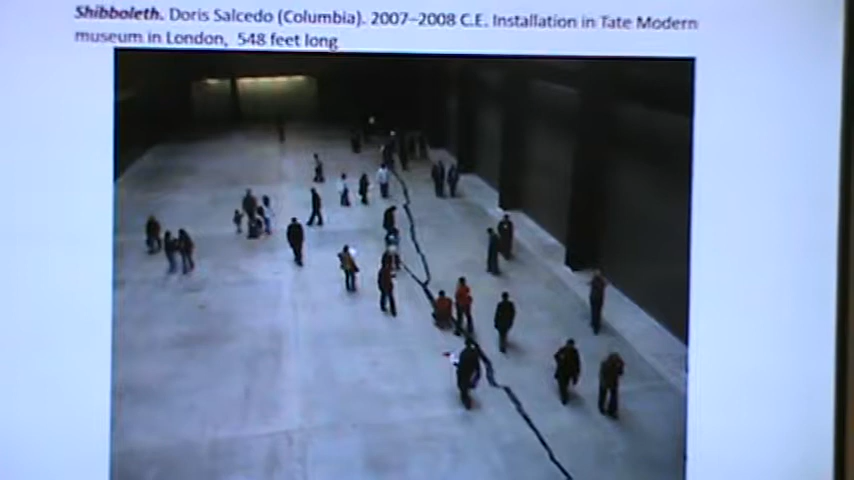 Shibboleth. Doris Salcedo (Columbia). 2007–2008 C.E. Installation in Tate Modern
museum in London, 548 feet long